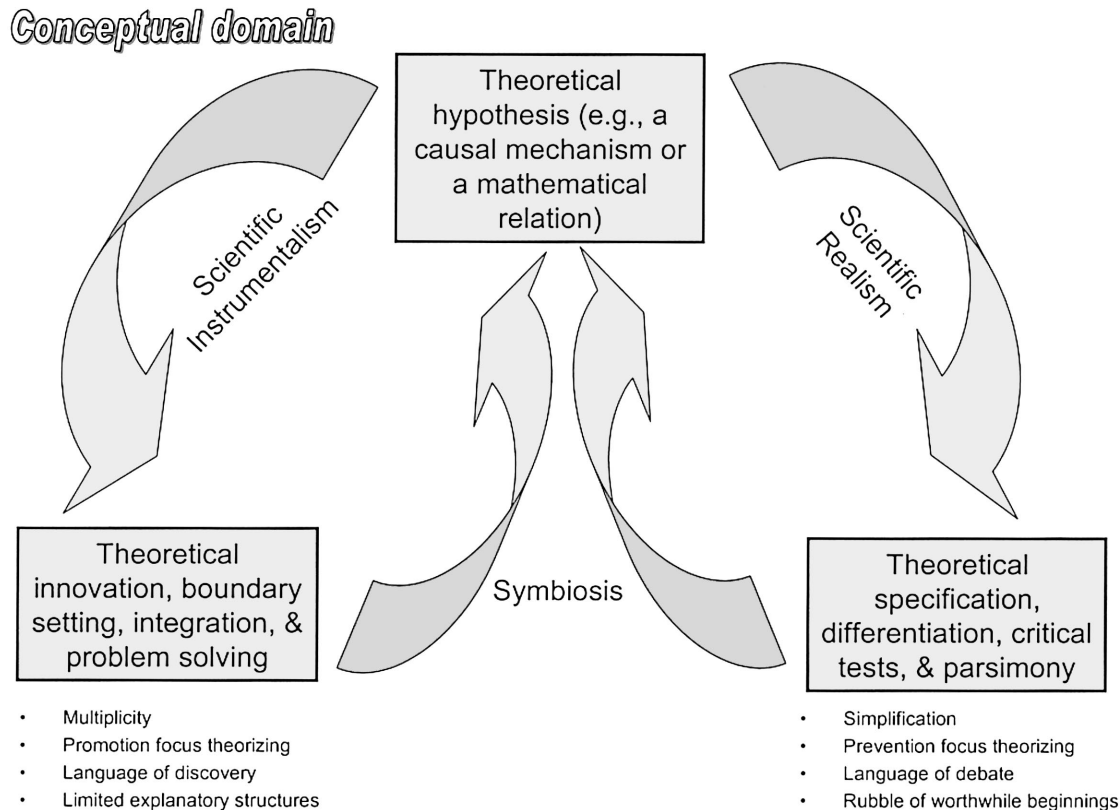 Conceptual domain
Theoretical
hypothesis (e.g., a
causal mechanism or
a mathematical
relation)
Scientific
Instrumentalism
Scientific
Realism
Symbiosis
Theoretical
innovation, boundary
setting, integration, &
problem solving
• Multiplicity
• Promotion focus theorizing
• Language of discovery
• Limited explanatory structures
Theoretical
specification,
differentiation, critical
tests, & parsimony
• Simplification
• Prevention focus theorizing
• Language of debate
• Rubble of worthwhile beginnings